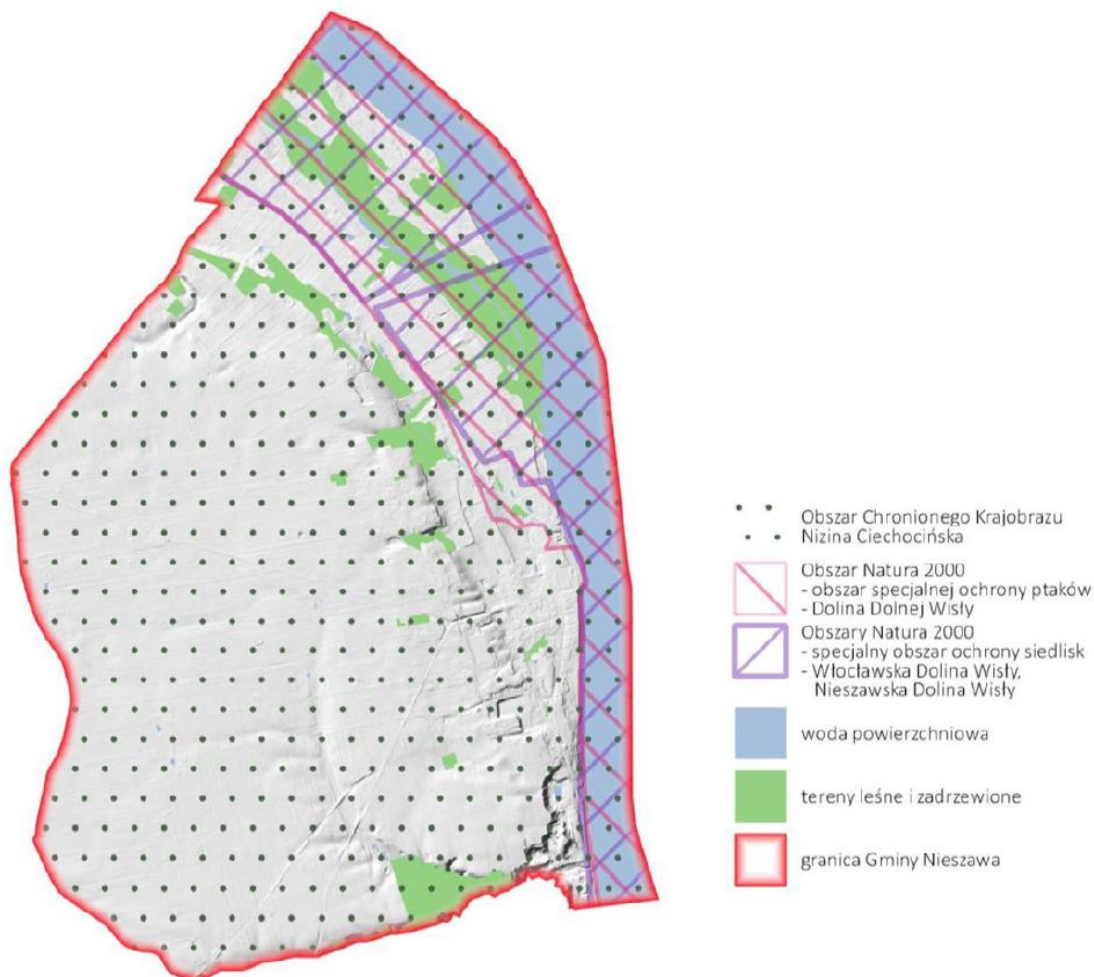 Obszar Chronionego Krajobrazu
Nizina Ciechocińska
Obszar Natura 2000
- obszar specjalnej ochrony ptaków
- Dolina Dolnej Wisły
Obszary Natura 2000
- specjalny obszar ochrony siedlisk
- Włocławska Dolina Wisły,
Nieszawska Dolina Wisły
woda powierzchniowa
tereny leśne i zadrzewione
granica Gminy Nieszawa